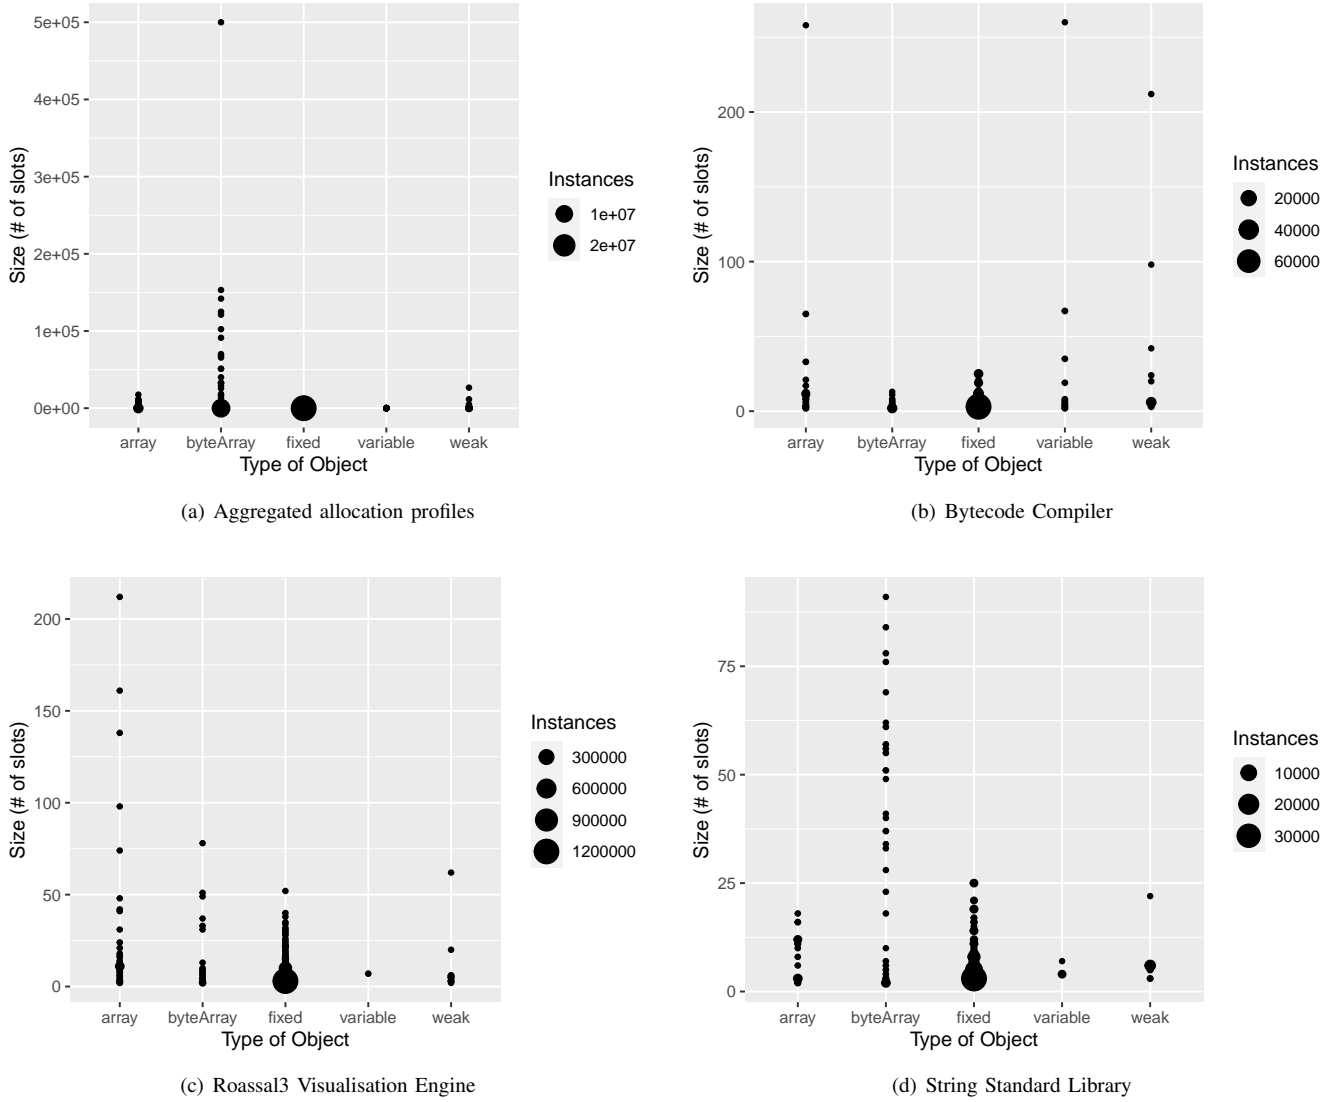 5e+05
4e+05
3e+05
2e+05
1e+05
0e+00
Size (# of slots)
array byteArray fixed variable weak
Type of Object
Instances
1e+07
2e+07
(a) Aggregated allocation profiles
200
100
0
Size (# of slots)
array byteArray fixed variable weak
Type of Object
Instances
20000
40000
60000
(b) Bytecode Compiler
200
150
100
50
0
Size (# of slots)
array byteArray fixed variable weak
Type of Object
Instances
300000
600000
900000
1200000
(c) Roassal3 Visualisation Engine
75
50
25
0
Size (# of slots)
array byteArray fixed variable weak
Type of Object
Instances
10000
20000
30000
(d) String Standard Library